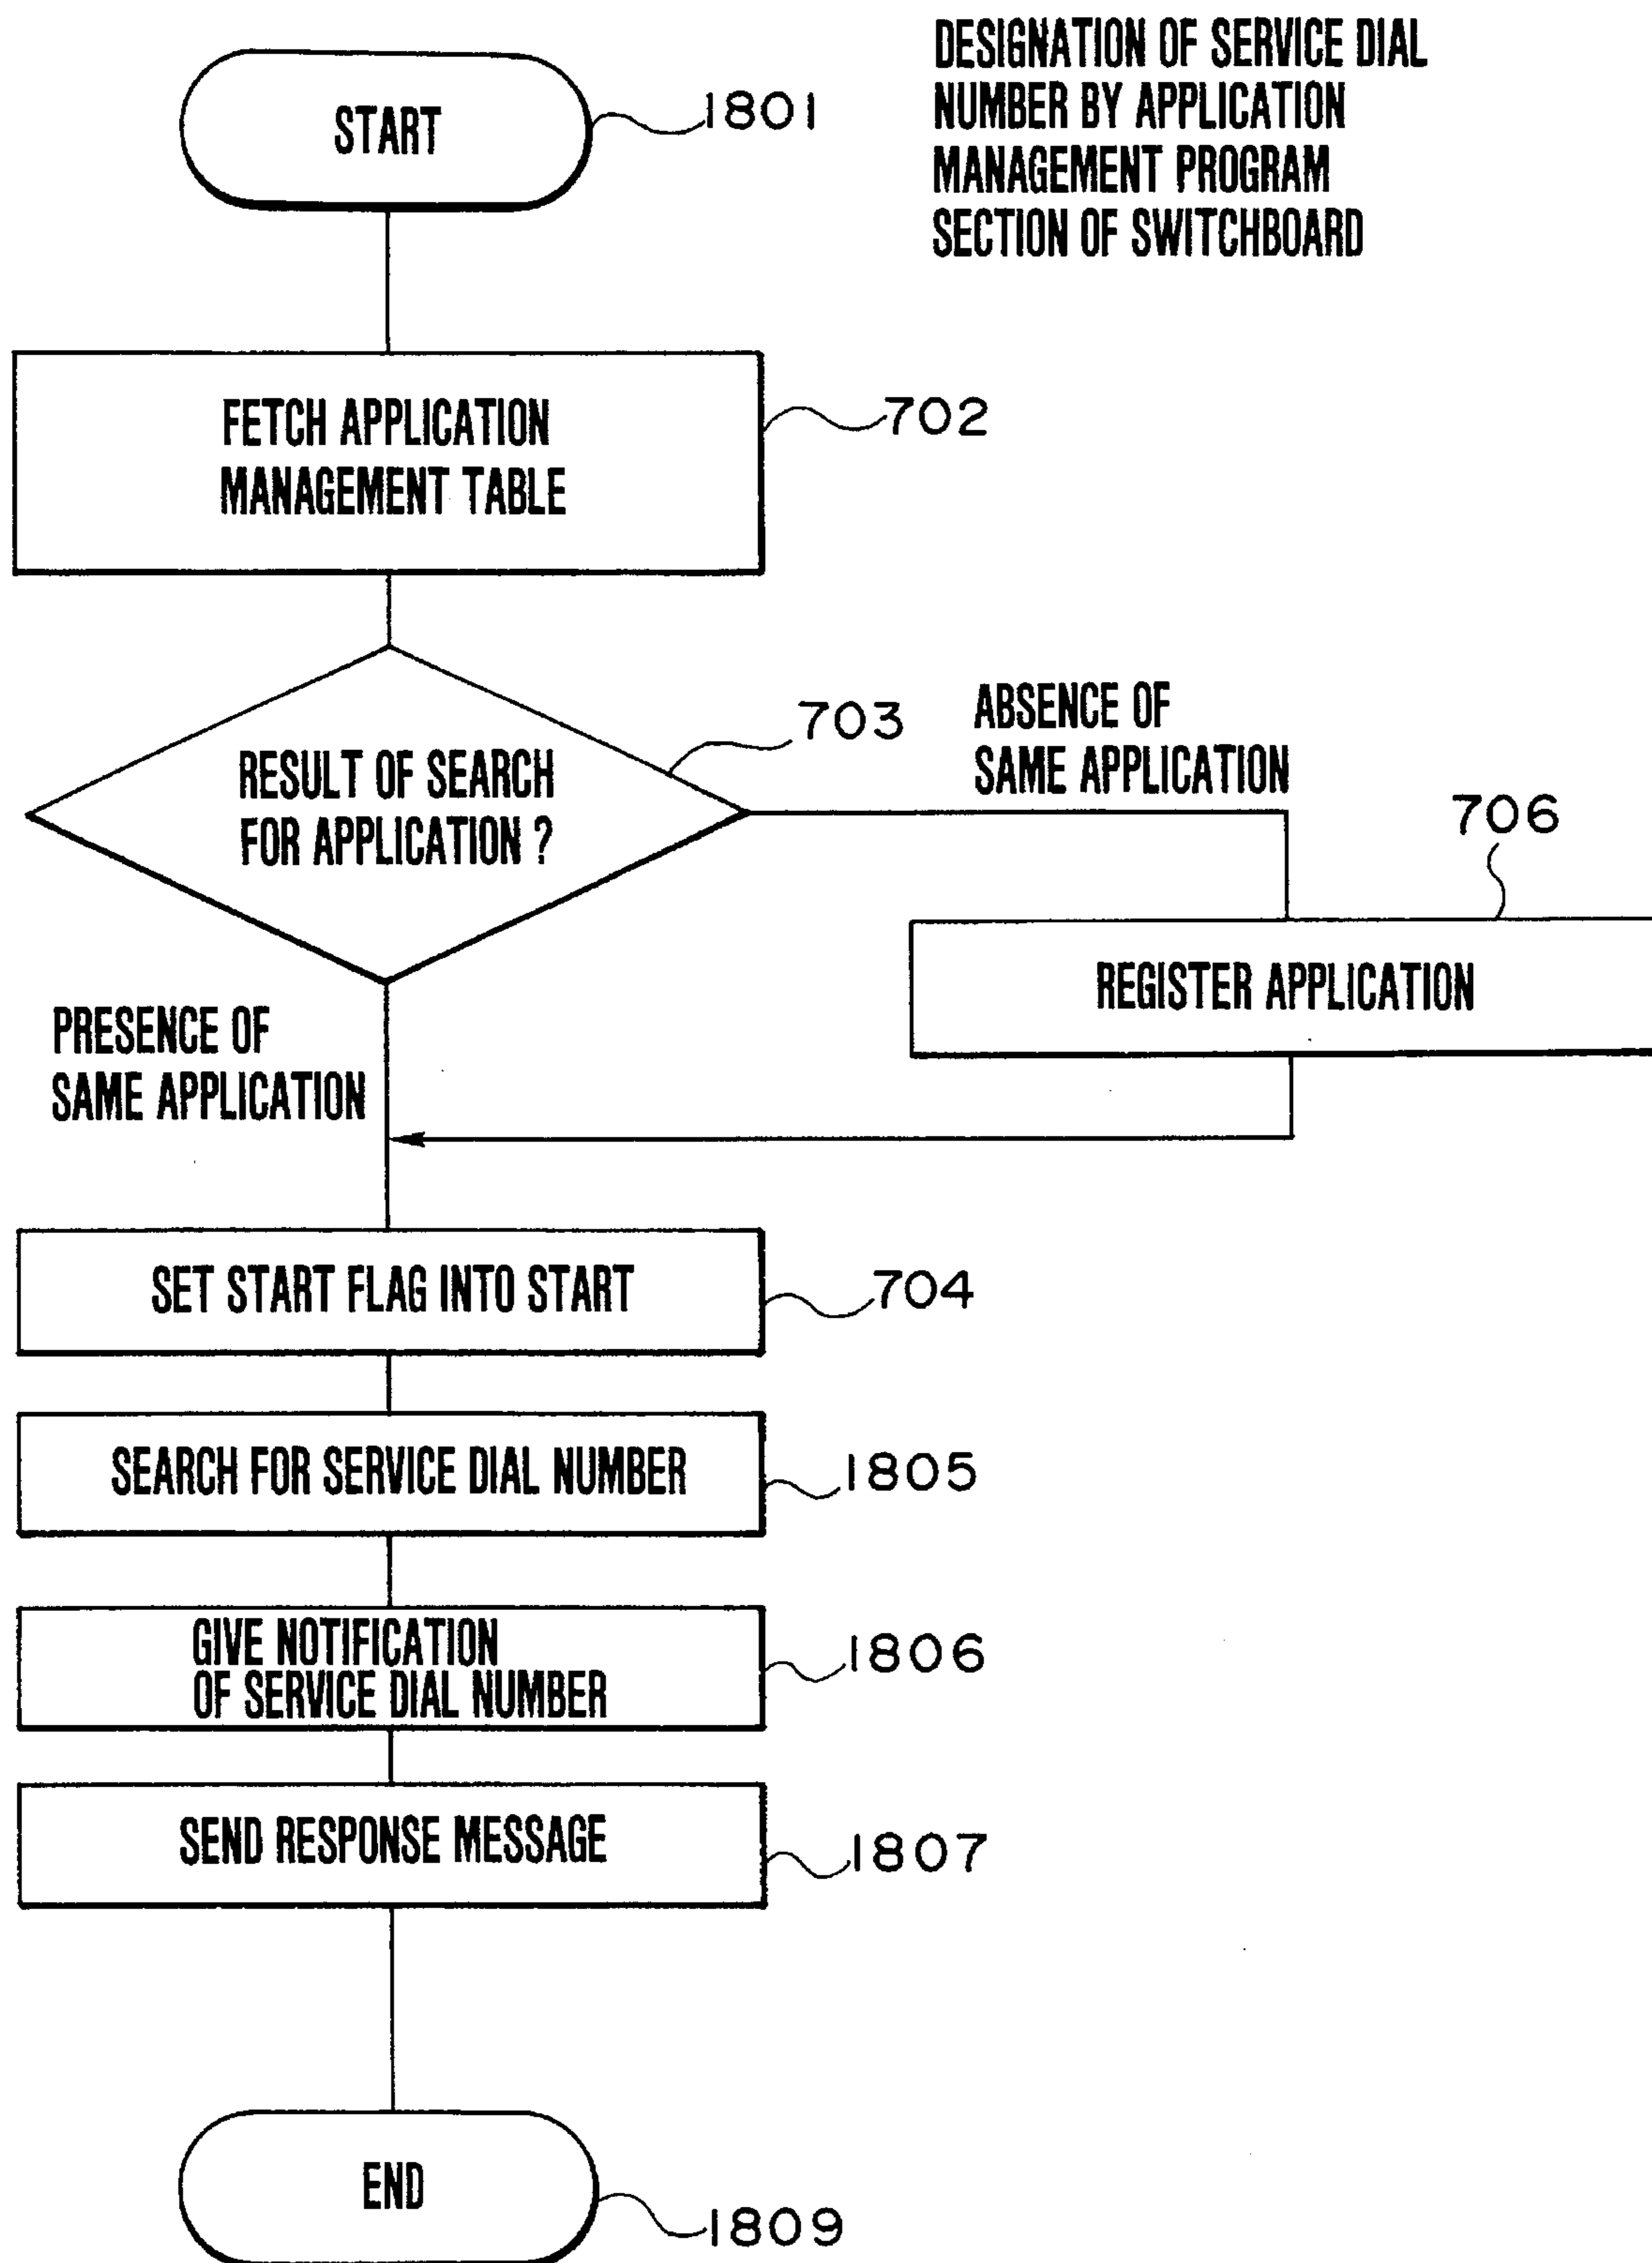 DESIGNATION OF SERVICE DIAL
NUMBER BY APPLICATION
MANAGEMENT PROGRAM
SECTION OF SWITCHBOARD
START
1801
FETCH APPLICATION
MANAGEMENT TABLE
702
RESULT OF SEARCH
FOR APPLICATION ?
703
ABSENCE OF
SAME APPLICATION
706
REGISTER APPLICATION
PRESENCE OF
SAME APPLICATION
SET START FLAG INTO START
704
SEARCH FOR SERVICE DIAL NUMBER
1805
GIVE NOTIFICATION
OF SERVICE DIAL NUMBER
1806
SEND RESPONSE MESSAGE
1807
END
1809